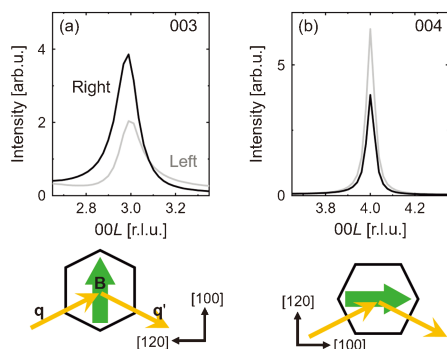 (a) 003
Intensity [arb.u.]
4
2
0
Right
Left
2.8 3.0 3.2
00L [r.l.u.]
(b) 004
Intensity [arb.u.]
5
0
3.8 4.0 4.2
00L [r.l.u.]
B
q q'
[100]
[120]
[120]
[100]